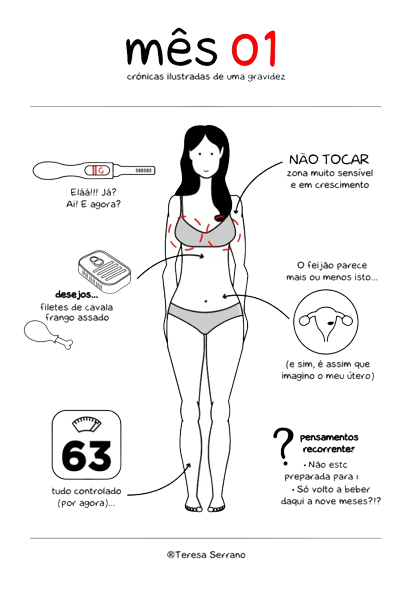 mês 01
crónicas ilustradas de uma gravidez
NÃO TOCAR
zona muito sensível
e em crescimento
Eláá!!! Já?
Ai! E agora?
O feijão parece
mais ou menos isto...
desejos...
filetes de cavala
frango assado
(e sim, é assim que
imagino o meu útero)
63
tudo controlado
(por agora)...
? pensamentos
recorrentes
• Não esto
preparada para i
• Só volto a beber
daqui a nove meses?!?
®Teresa Serrano